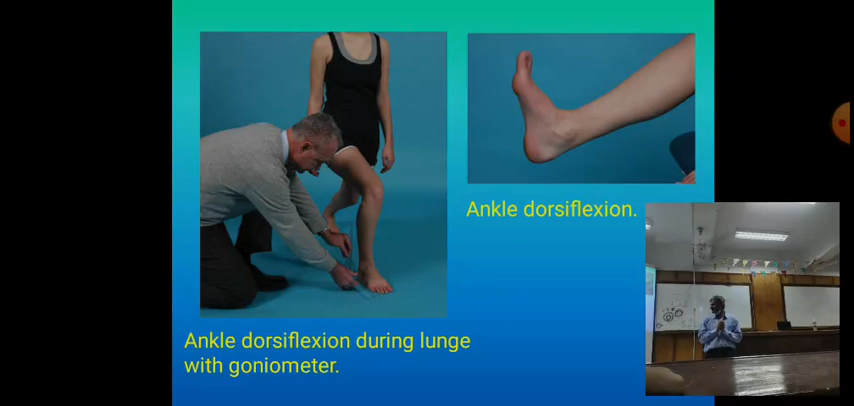 Ankle dorsiflexion.
Ankle dorsiflexion during lunge
with goniometer.